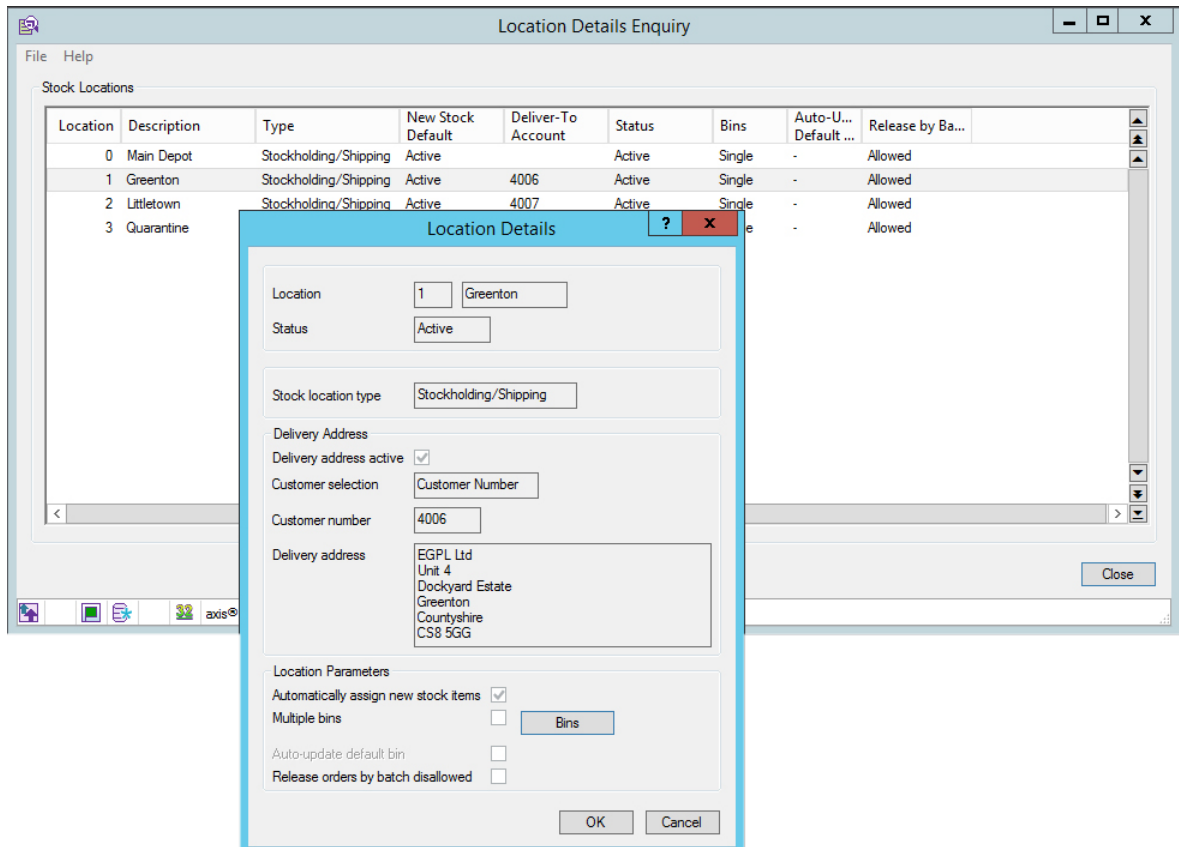 Location Details Enquiry
File Help
Stock Locations
Location Description Type New Stock Default Deliver-To Account Status Bins Auto-U... Default ... Release by Ba...
0 Main Depot Stockholding/Shipping Active Active Single - Allowed
1 Greenton Stockholding/Shipping Active 4006 Active Single - Allowed
2 Littletown Stockholding/Shipping Active 4007 Active Single - Allowed
3 Quarantine e - Allowed
Location Details
? x
Location 1 Greenton
Status Active
Stock location type Stockholding/Shipping
Delivery Address
Delivery address active
Customer selection Customer Number
Customer number 4006
Delivery address EGPL Ltd
Unit 4
Dockyard Estate
Greenton
Countyshire
CS8 5GG
Location Parameters
Automatically assign new stock items
Multiple bins Bins
Auto-update default bin
Release orders by batch disallowed
OK Cancel
Close
axis®